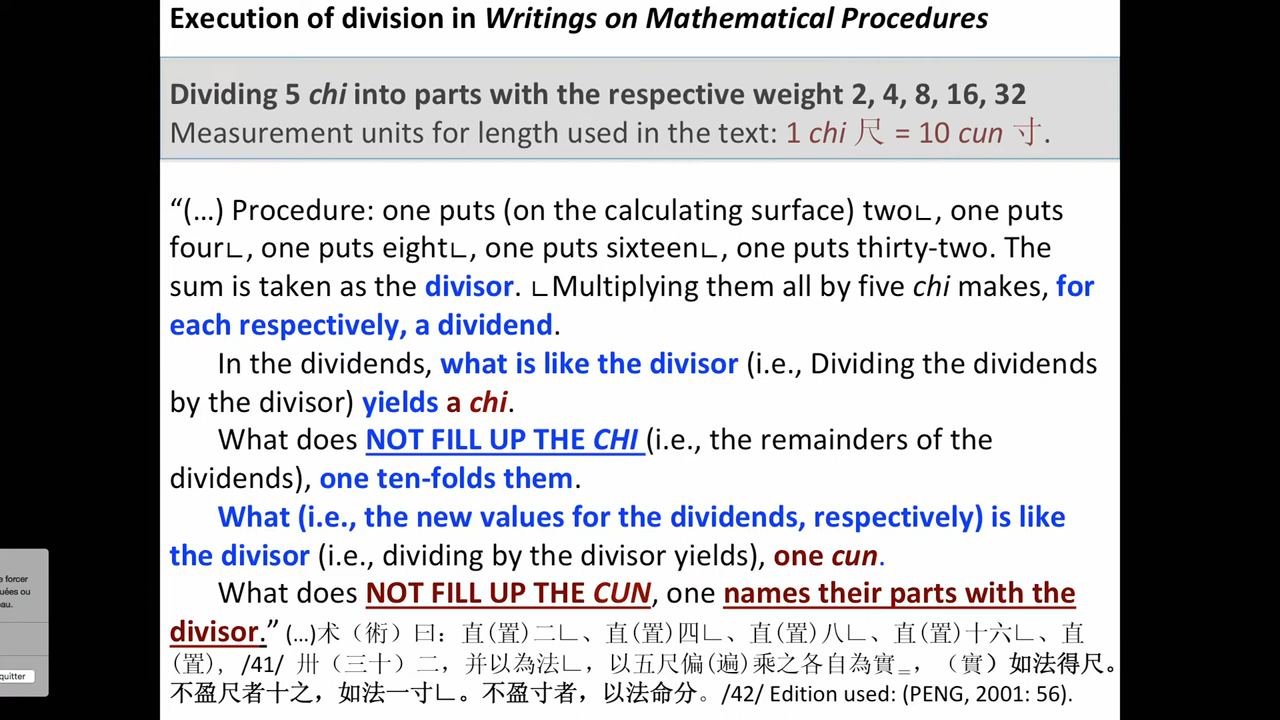 Execution of division in Writings on Mathematical Procedures
Dividing 5 chi into parts with the respective weight 2, 4, 8, 16, 32
Measurement units for length used in the text: 1 chi 尺 = 10 cun 寸.
“(…) Procedure: one puts (on the calculating surface) two∟, one puts
four∟, one puts eight∟, one puts sixteen∟, one puts thirty-two. The
sum is taken as the divisor. ∟Multiplying them all by five chi makes, for
each respectively, a dividend.
In the dividends, what is like the divisor (i.e., Dividing the dividends
by the divisor) yields a chi.
What does NOT FILL UP THE CHI (i.e., the remainders of the
dividends), one ten-folds them.
What (i.e., the new values for the dividends, respectively) is like
the divisor (i.e., dividing by the divisor yields), one cun.
What does NOT FILL UP THE CUN, one names their parts with the
divisor.” (…)术（術）曰：直(置)二∟、直(置)四∟、直(置)八∟、直(置)十六∟、直
(置)，/41/ 卅（三十）二，并以為法∟，以五尺偏(遍)乘之各自為實＝，（實）如法得尺。
不盈尺者十之，如法一寸∟。不盈寸者，以法命分。/42/ Edition used: (PENG, 2001: 56).
e forcer
uées ou
eau.
quitter